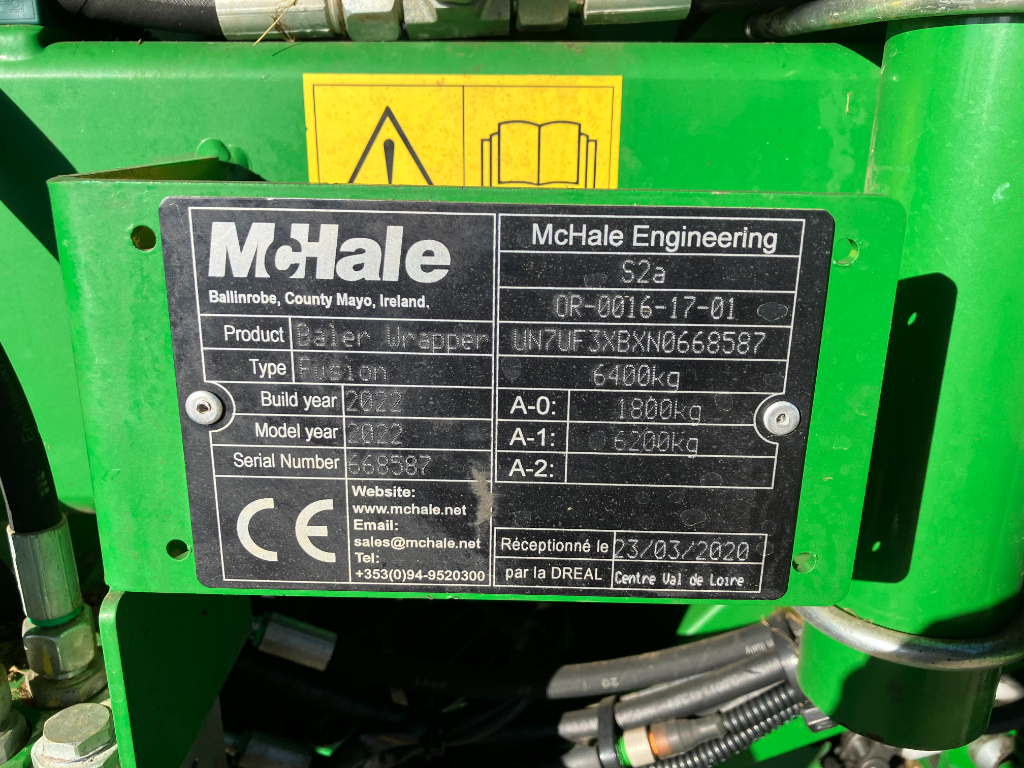 McHale
Ballinrobe, County Mayo, Ireland.
Product Baler Wrapper
Type Fusion
Build year 2022
Model year 2022
Serial Number 668587
CE
Website:
www.mchale.net
Email:
sales@mchale.net
Tel:
+353(0)94-9520300
McHale Engineering
S2a
OR-0016-17-01
UN7UF3XBXN0668587
6400kg
A-0: 1800kg
A-1: 6200kg
A-2:
Réceptionné le 23/03/2020
par la DREAL Centre Val de Loire